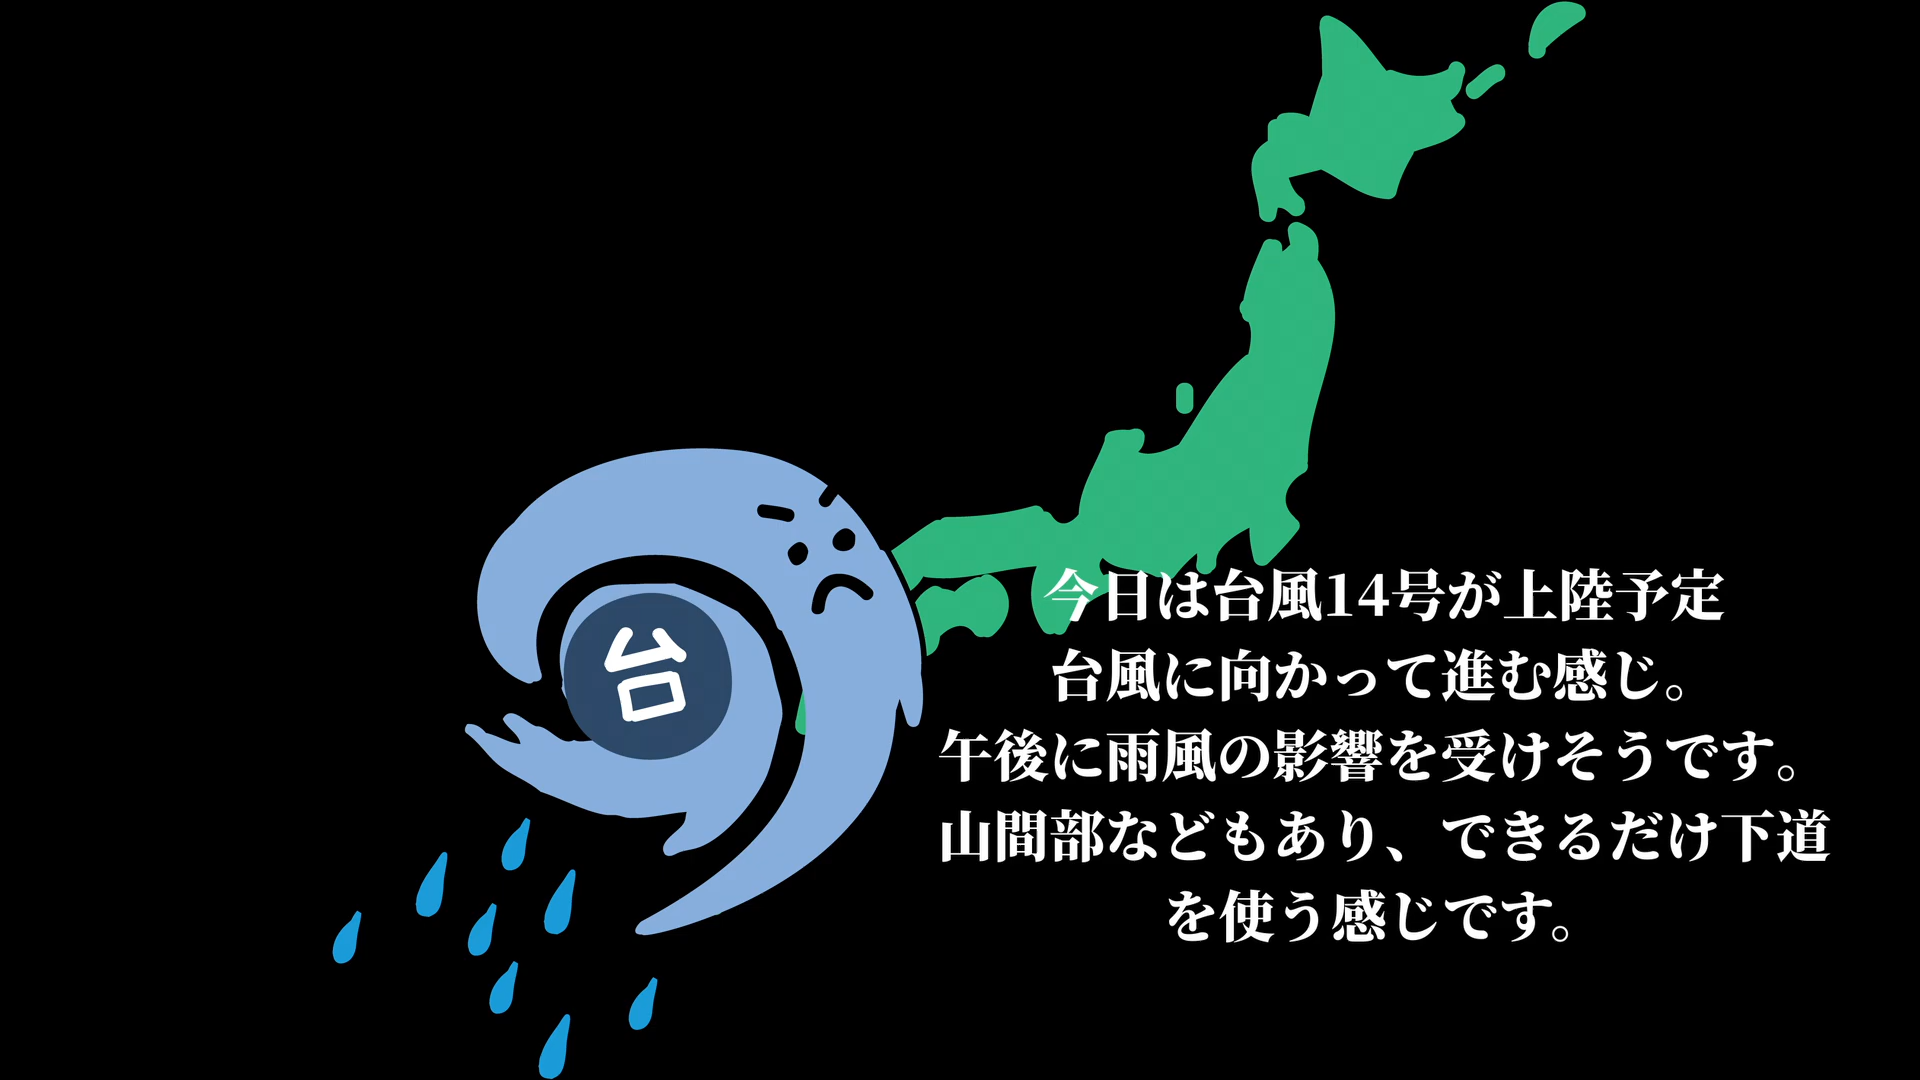 台
今日は台風14号が上陸予定
台風に向かって進む感じ。
午後に雨風の影響を受けそうです。
山間部などもあり、できるだけ下道
を使う感じです。